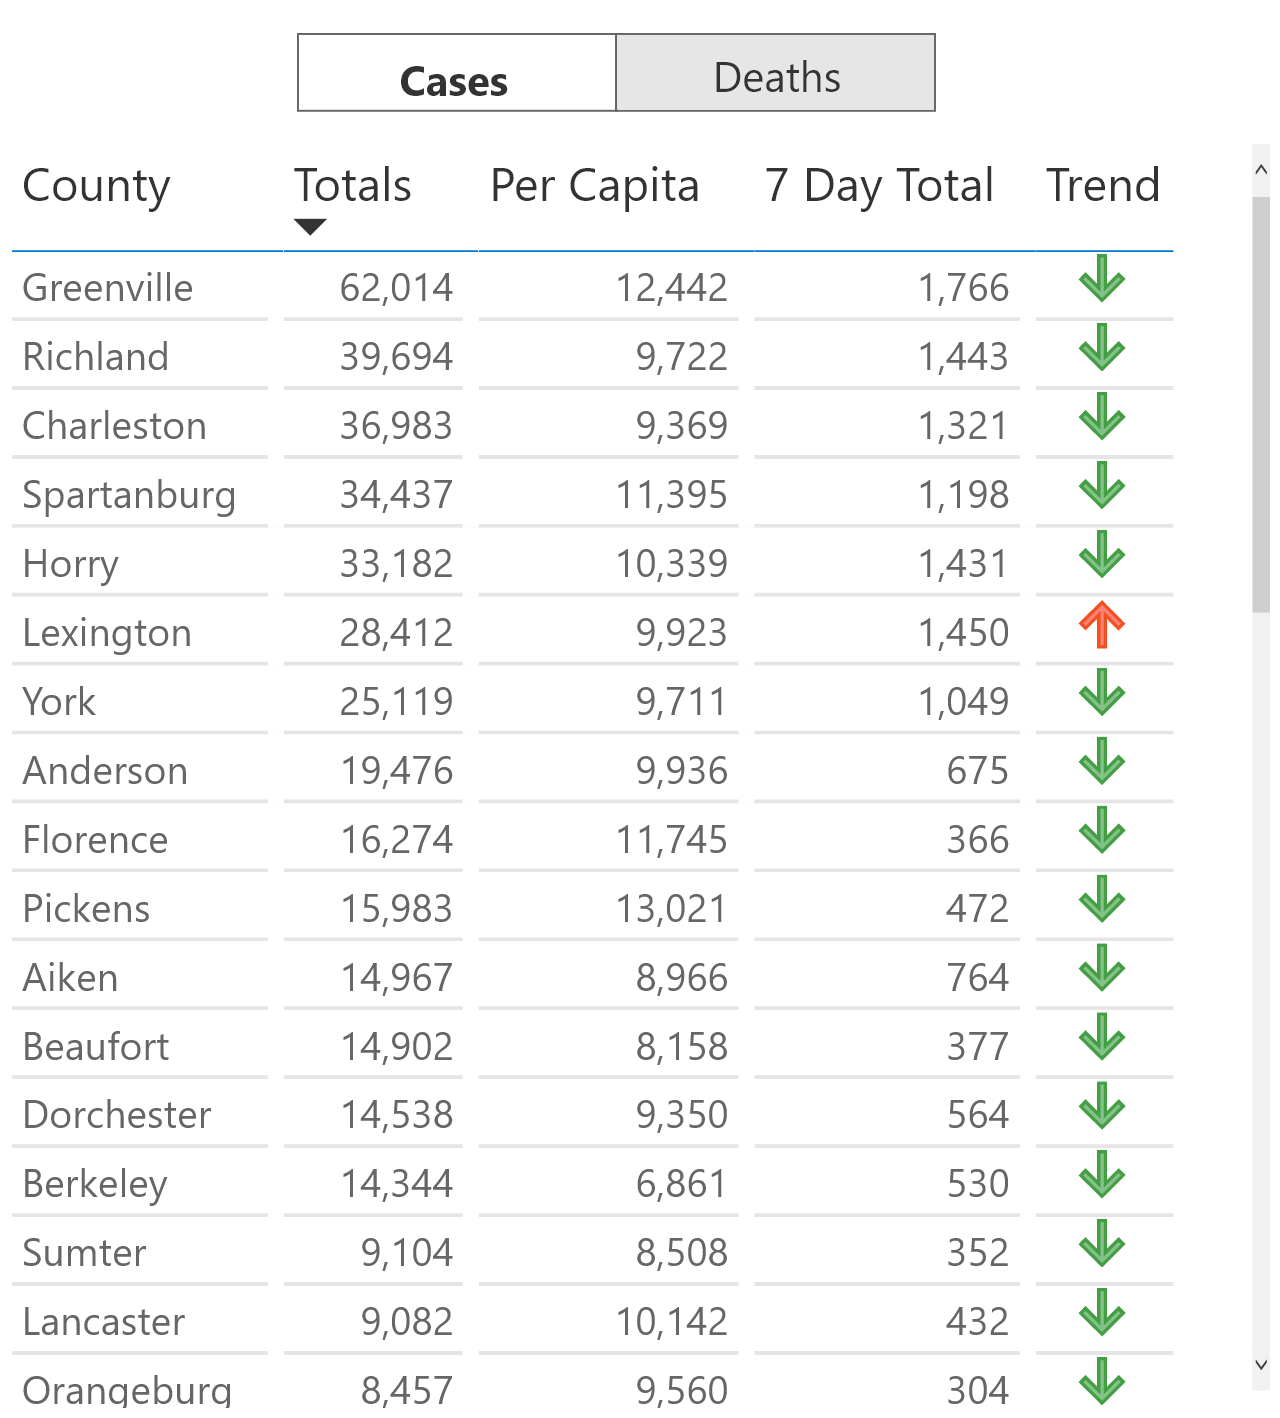 Cases Deaths
County Totals Per Capita 7 Day Total Trend
Greenville 62,014 12,442 1,766
Richland 39,694 9,722 1,443
Charleston 36,983 9,369 1,321
Spartanburg 34,437 11,395 1,198
Horry 33,182 10,339 1,431
Lexington 28,412 9,923 1,450
York 25,119 9,711 1,049
Anderson 19,476 9,936 675
Florence 16,274 11,745 366
Pickens 15,983 13,021 472
Aiken 14,967 8,966 764
Beaufort 14,902 8,158 377
Dorchester 14,538 9,350 564
Berkeley 14,344 6,861 530
Sumter 9,104 8,508 352
Lancaster 9,082 10,142 432
Orangeburg 8,457 9,560 304